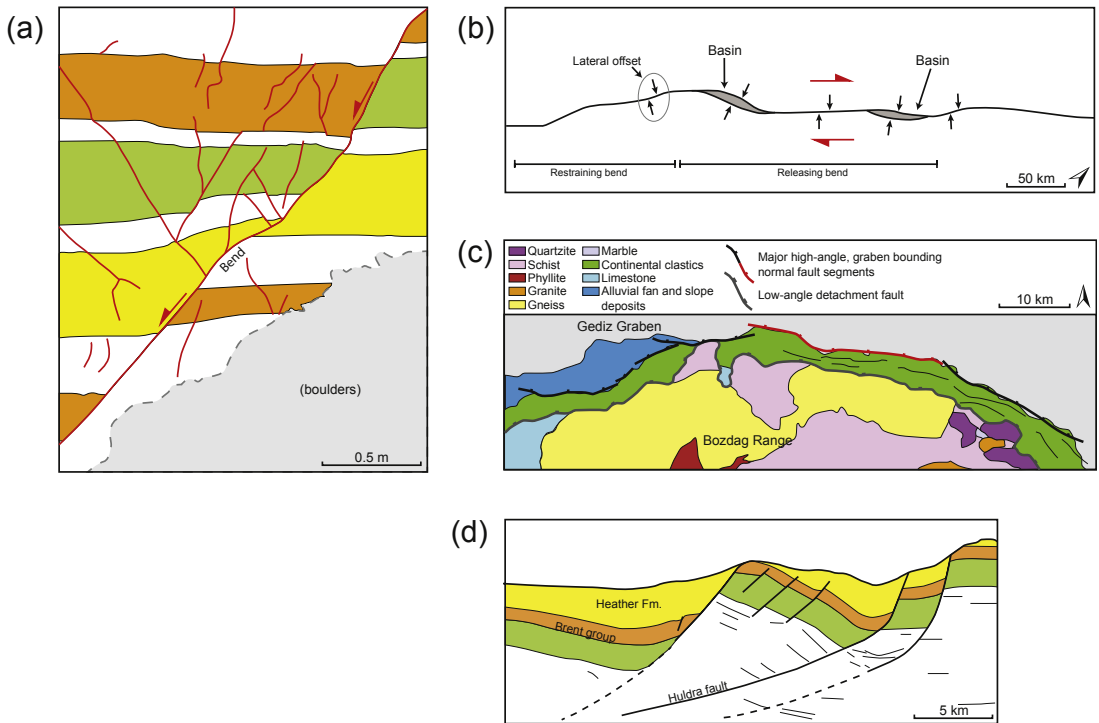 (a)
Bend
(boulders)
0.5 m
(b)
Lateral offset
Basin
Basin
Restraining bend
Releasing bend
50 km
(c)
Quartzite
Schist
Phyllite
Granite
Gneiss
Marble
Continental clastics
Limestone
Alluvial fan and slope
deposits
Major high-angle, graben bounding
normal fault segments
Low-angle detachment fault
10 km
Gediz Graben
Bozdag Range
(d)
Heather Fm.
Brent group
Huldra fault
5 km